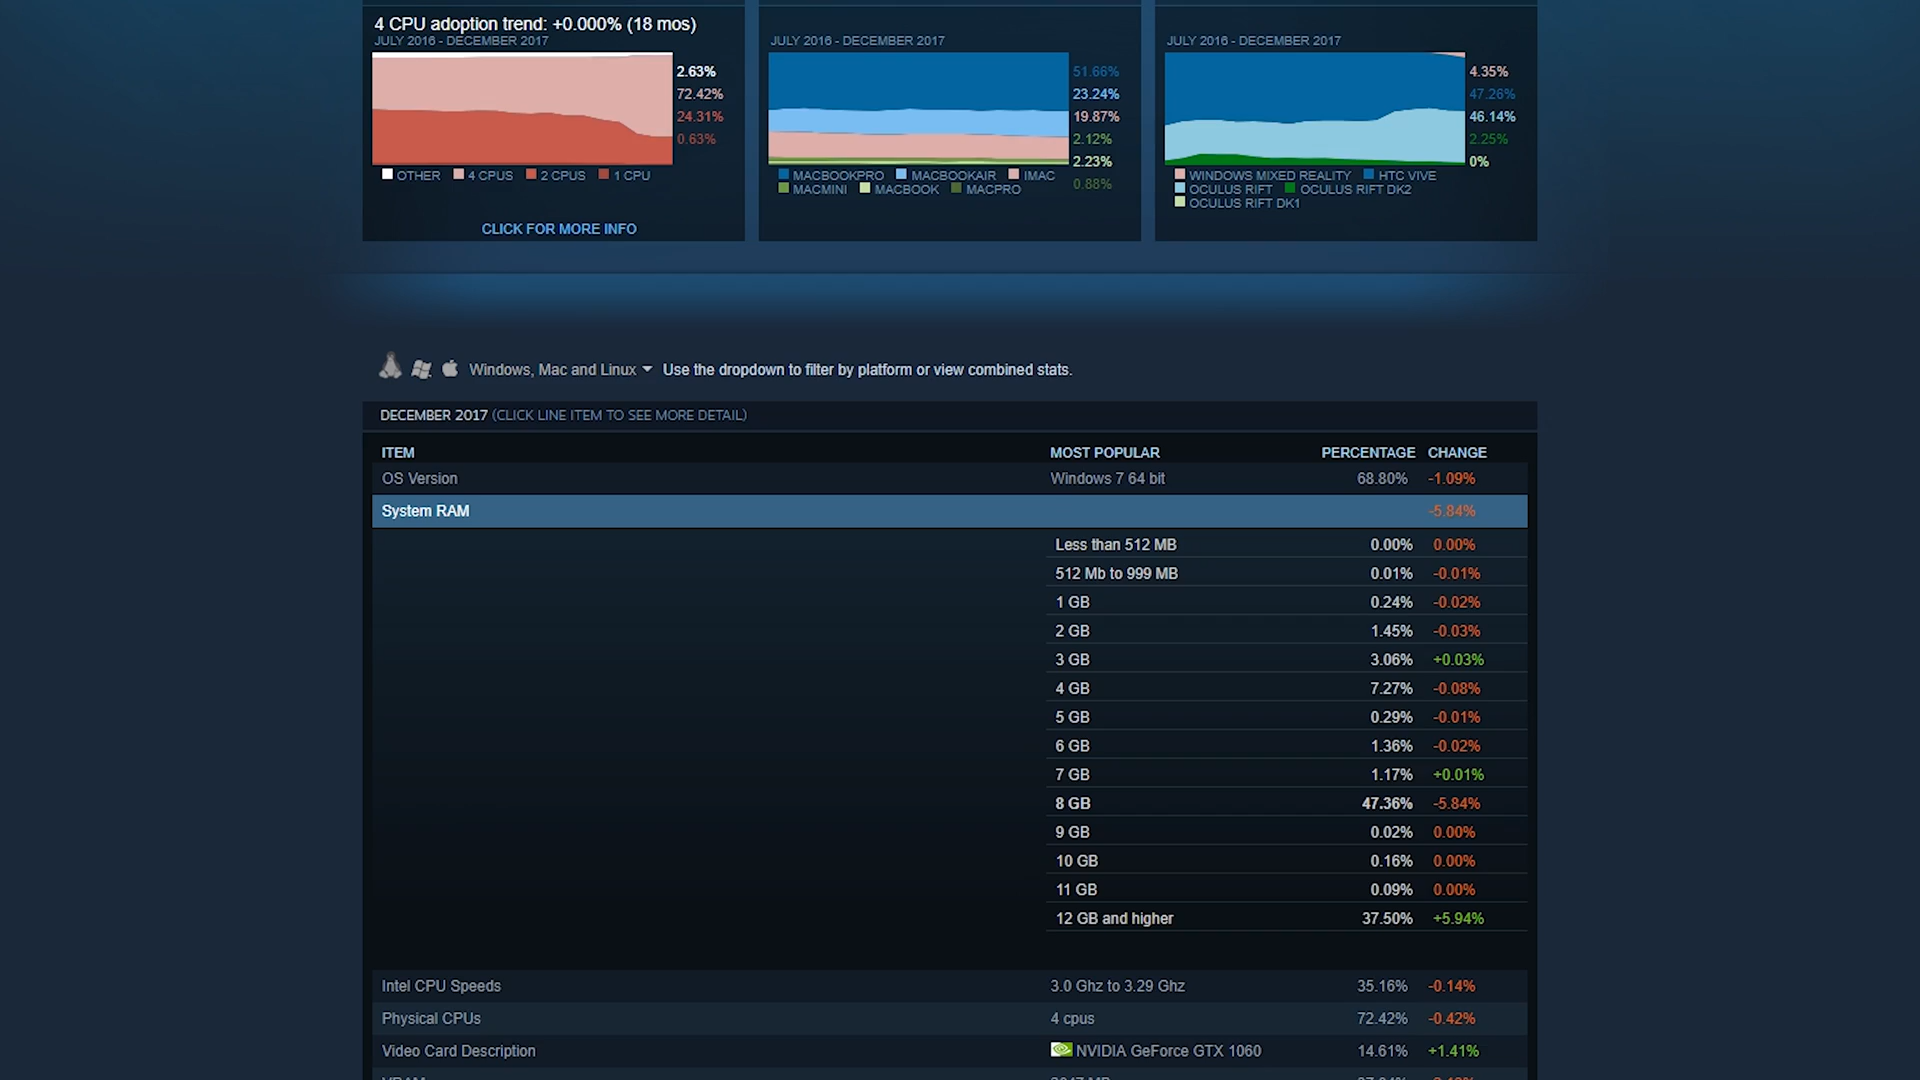 4 CPU adoption trend: +0.000% (18 mos)
JULY 2016 - DECEMBER 2017
2.63%
72.42%
24.31%
0.63%
OTHER 4 CPUS 2 CPUS 1 CPU
CLICK FOR MORE INFO
JULY 2016 - DECEMBER 2017
51.66%
23.24%
19.87%
2.12%
2.23%
0.88%
MACBOOKPRO MACBOOKAIR IMAC
MACMINI MACBOOK MACPRO
JULY 2016 - DECEMBER 2017
4.35%
47.26%
46.14%
2.25%
0%
WINDOWS MIXED REALITY HTC VIVE
OCULUS RIFT OCULUS RIFT DK2
OCULUS RIFT DK1
Windows, Mac and Linux Use the dropdown to filter by platform or view combined stats.
DECEMBER 2017 (CLICK LINE ITEM TO SEE MORE DETAIL)
ITEM MOST POPULAR PERCENTAGE CHANGE
OS Version Windows 7 64 bit 68.80% -1.09%
System RAM -5.84%
Less than 512 MB 0.00% 0.00%
512 Mb to 999 MB 0.01% -0.01%
1 GB 0.24% -0.02%
2 GB 1.45% -0.03%
3 GB 3.06% +0.03%
4 GB 7.27% -0.08%
5 GB 0.29% -0.01%
6 GB 1.36% -0.02%
7 GB 1.17% +0.01%
8 GB 47.36% -5.84%
9 GB 0.02% 0.00%
10 GB 0.16% 0.00%
11 GB 0.09% 0.00%
12 GB and higher 37.50% +5.94%
Intel CPU Speeds 3.0 Ghz to 3.29 Ghz 35.16% -0.14%
Physical CPUs 4 cpus 72.42% -0.42%
Video Card Description NVIDIA GeForce GTX 1060 14.61% +1.41%